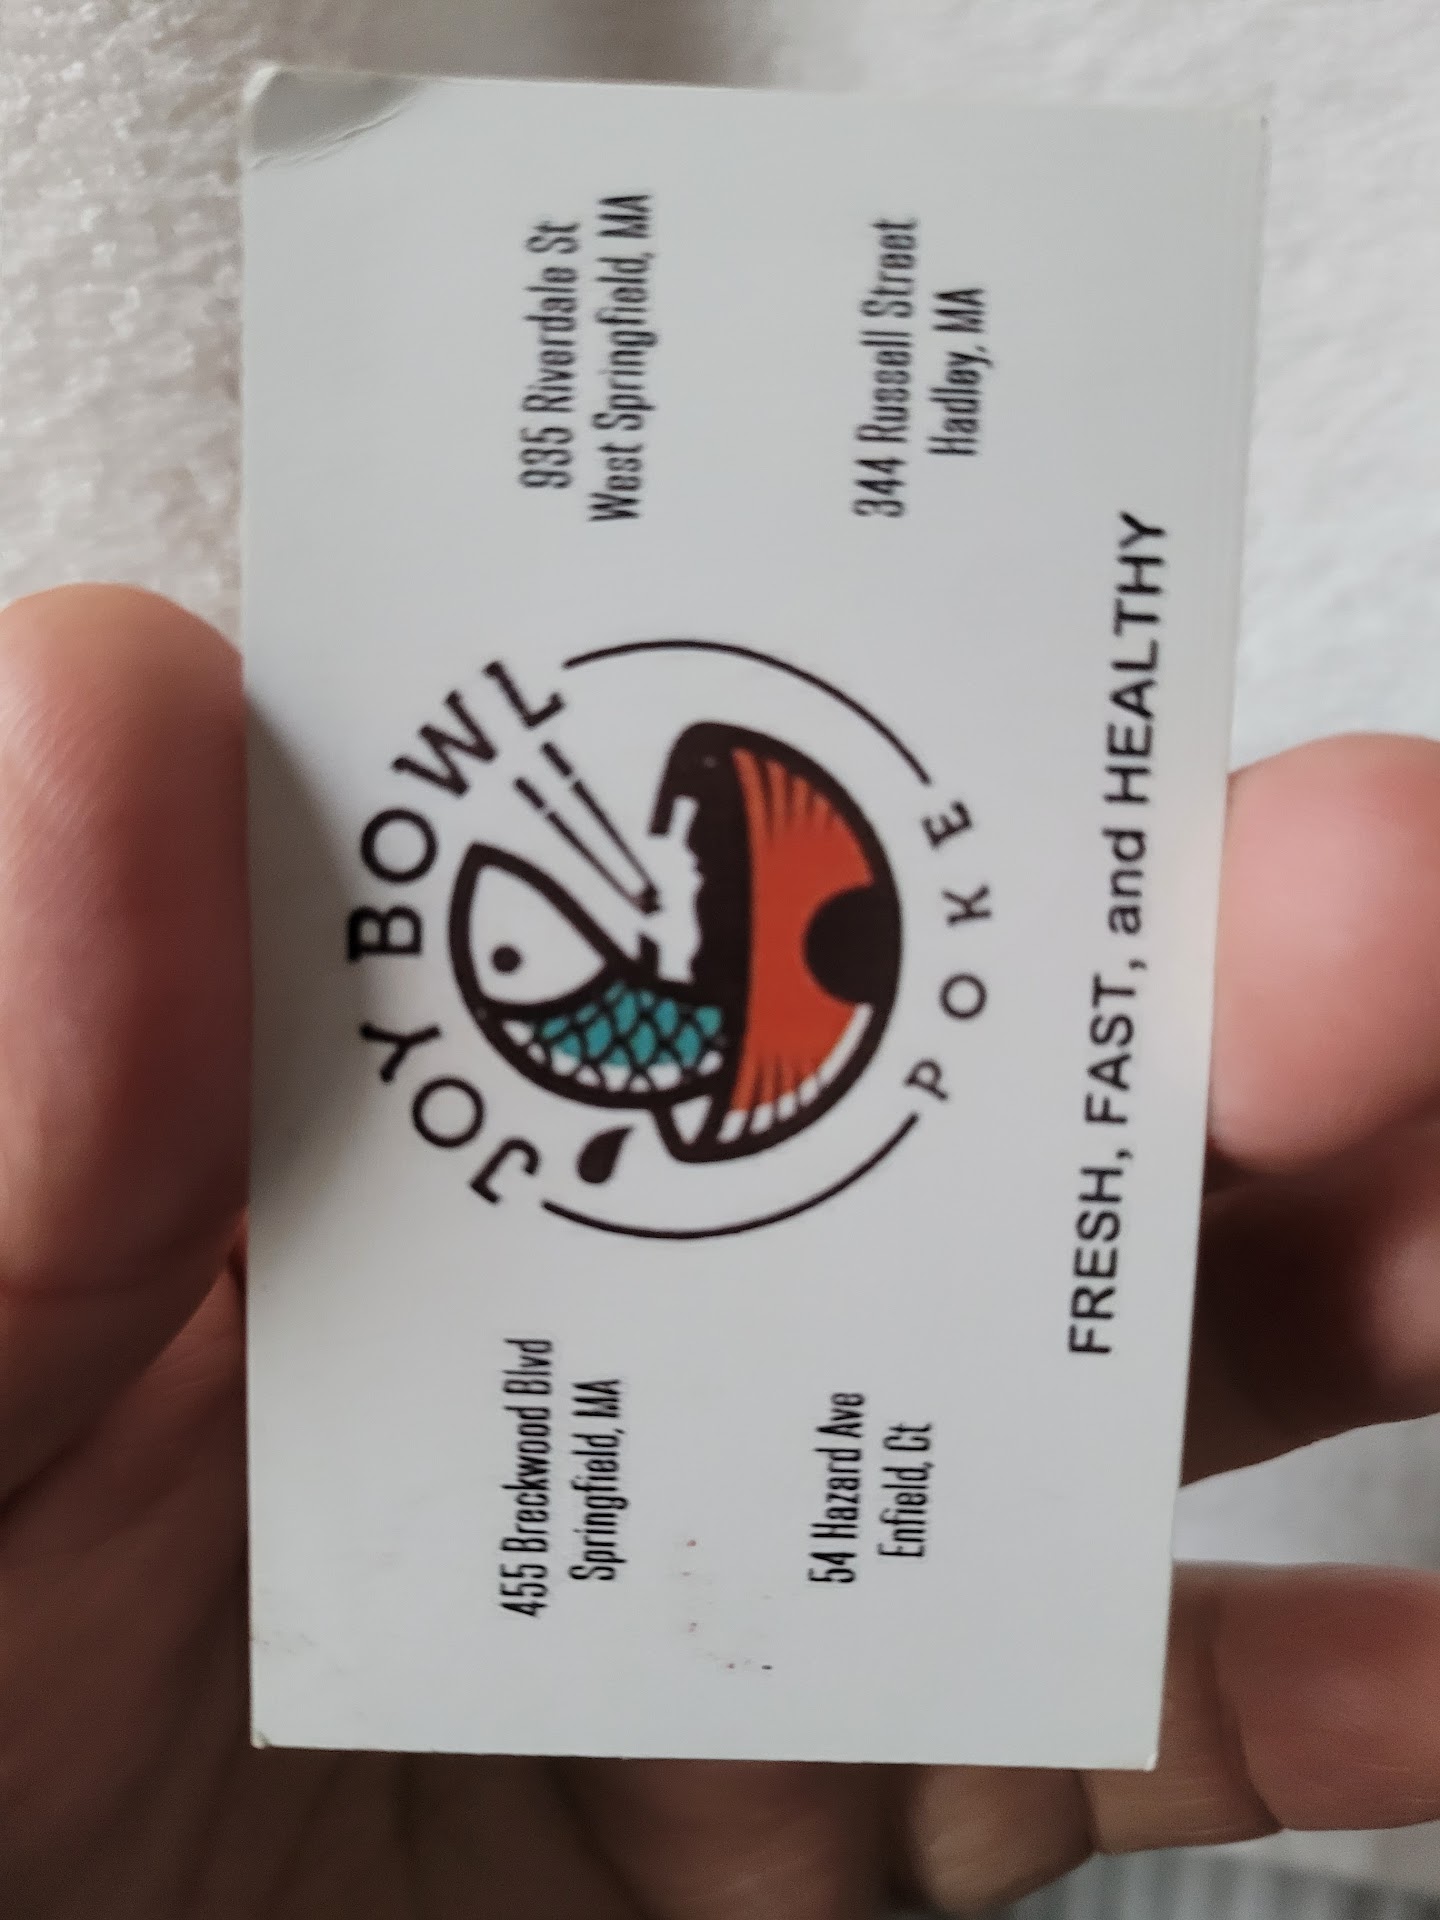 JOY BOWL
POKE
455 Breckwood Blvd
Springfield, MA
935 Riverdale St
West Springfield, MA
54 Hazard Ave
Enfield, Ct
344 Russell Street
Hadley, MA
FRESH, FAST, and HEALTHY